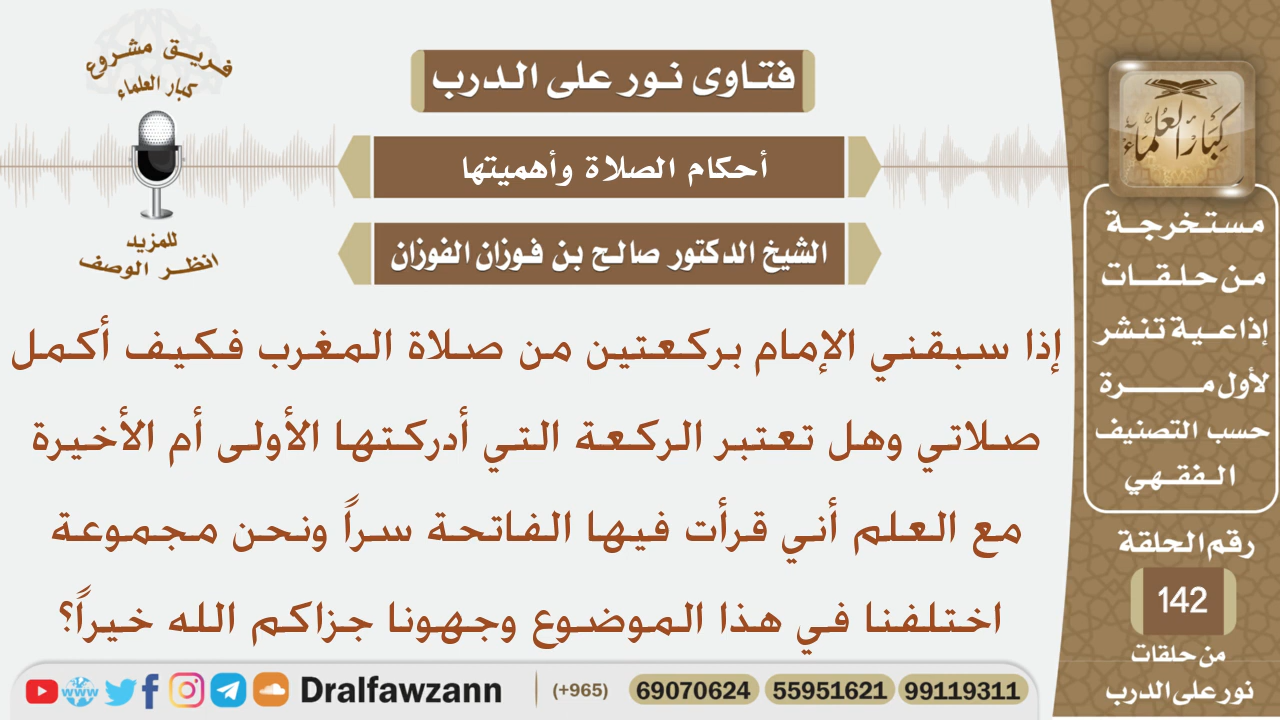 فتاوى نور على الدرب
أحكام الصلاة وأهميتها
الشيخ الدكتور صالح بن فوزان الفوزان
فريق مشروع
كبار العلماء
للمزيد
انظر الوصف
إذا سبقني الإمام بركعتين من صلاة المغرب فكيف أكمل
صلاتي وهل تعتبر الركعة التي أدركتها الأولى أم الأخيرة
مع العلم أني قرأت فيها الفاتحة سراً ونحن مجموعة
اختلفنا في هذا الموضوع وجهونا جزاكم الله خيراً؟
كبار العلماء
مستخرجة
من حلقات
إذاعية تنشر
لأول مرة
حسب التصنيف
الفقهي
رقم الحلقة
142
من حلقات
نور على الدرب
www
Dralfawzann
(+965)
69070624
55951621
99119311